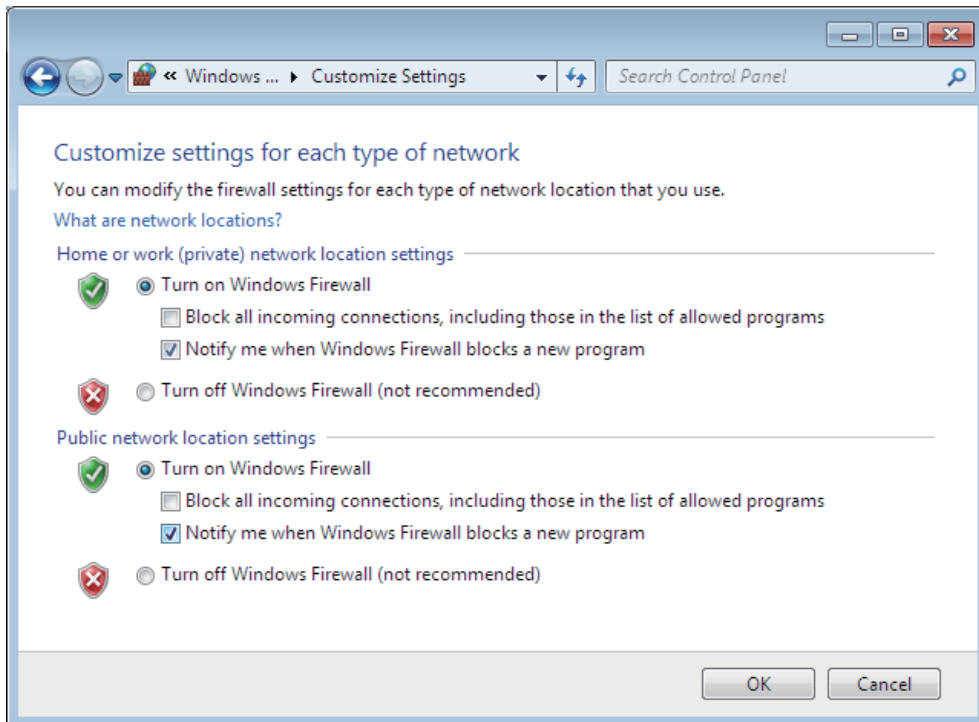 « Windows ... ▸ Customize Settings
Search Control Panel
Customize settings for each type of network
You can modify the firewall settings for each type of network location that you use.
What are network locations?
Home or work (private) network location settings
Turn on Windows Firewall
Block all incoming connections, including those in the list of allowed programs
Notify me when Windows Firewall blocks a new program
Turn off Windows Firewall (not recommended)
Public network location settings
Turn on Windows Firewall
Block all incoming connections, including those in the list of allowed programs
Notify me when Windows Firewall blocks a new program
Turn off Windows Firewall (not recommended)
OK
Cancel